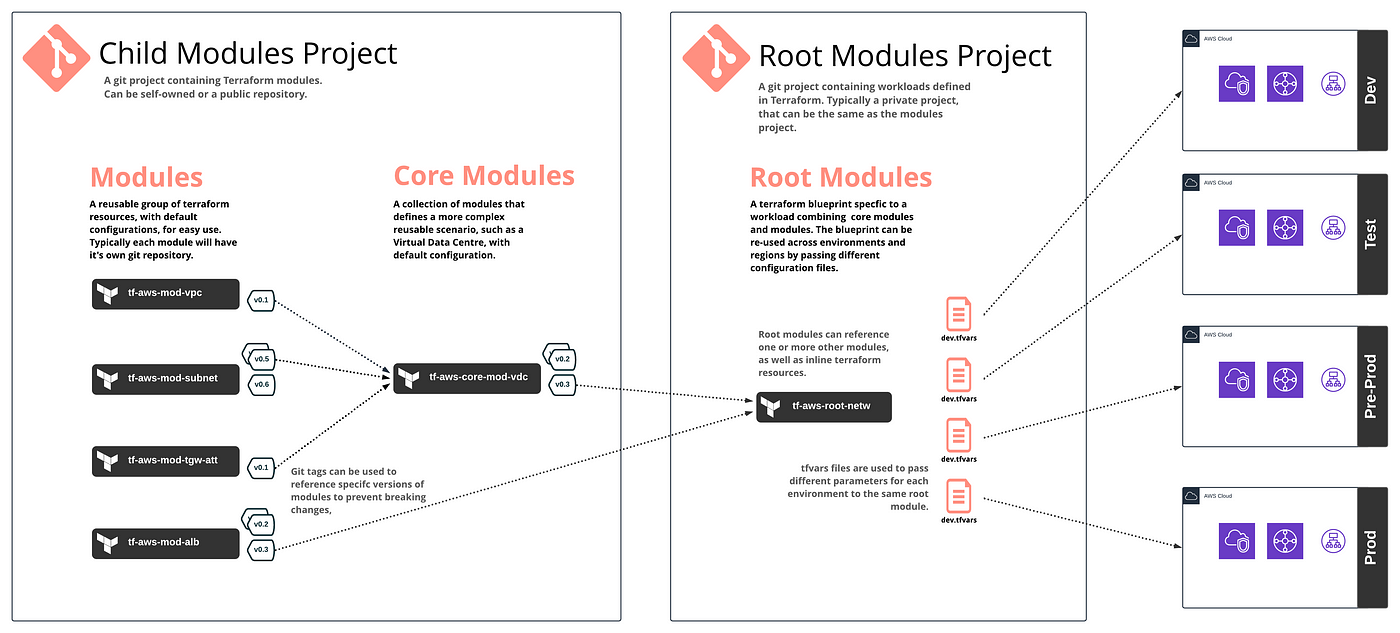 Child Modules Project
A git project containing Terraform modules.
Can be self-owned or a public repository.
Modules
A reusable group of terraform
resources, with default
configurations, for easy use.
Typically each module will have
it's own git repository.
Core Modules
A collection of modules that
defines a more complex
reusable scenario, such as a
Virtual Data Centre, with
default configuration.
tf-aws-mod-vpc
v0.1
tf-aws-mod-subnet
v0.5
v0.6
tf-aws-mod-tgw-att
v0.1
tf-aws-mod-alb
v0.2
v0.3
tf-aws-core-mod-vdc
v0.2
v0.3
Git tags can be used to
reference specifc versions of
modules to prevent breaking
changes,
Root Modules Project
A git project containing workloads defined
in Terraform. Typically a private project,
that can be the same as the modules
project.
Root Modules
A terraform blueprint specfic to a
workload combining core modules
and modules. The blueprint can be
re-used across environments and
regions by passing different
configuration files.
Root modules can reference
one or more other modules,
as well as inline terraform
resources.
tf-aws-root-netw
tfvars files are used to pass
different parameters for each
environment to the same root
module.
dev.tfvars
dev.tfvars
dev.tfvars
dev.tfvars
AWS Cloud
Dev
AWS Cloud
Test
AWS Cloud
Pre-Prod
AWS Cloud
Prod